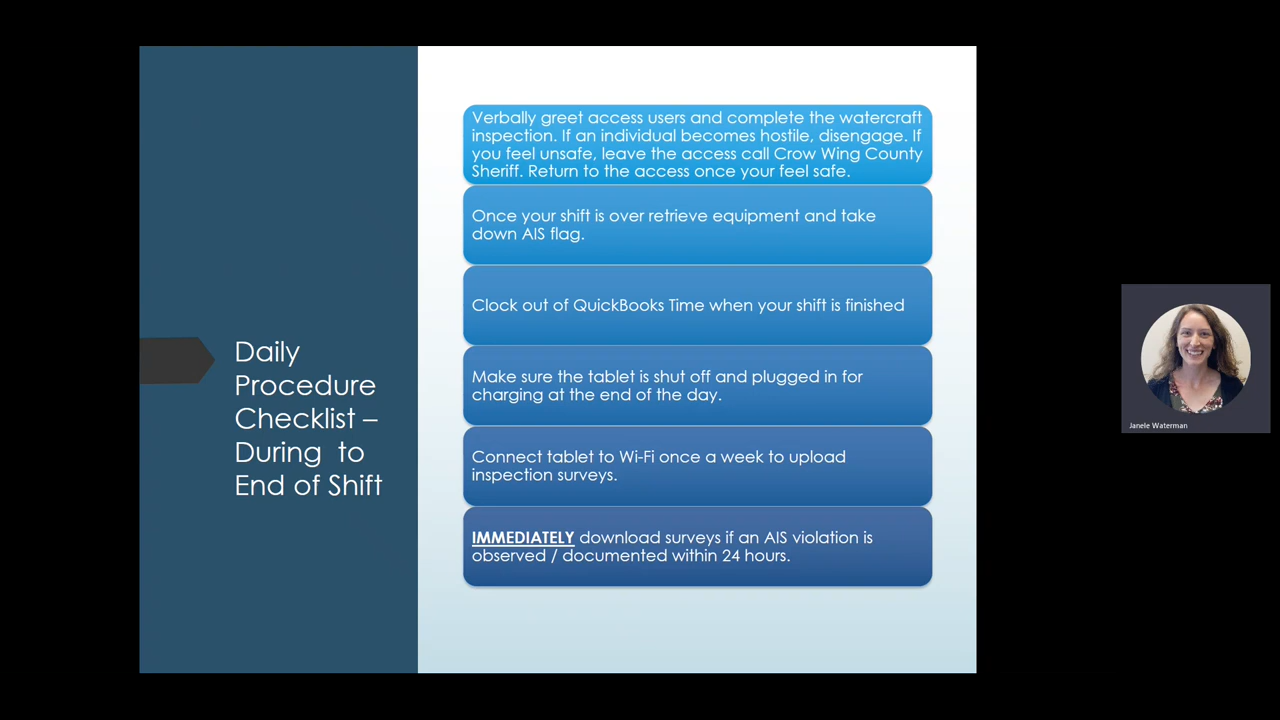 Daily
Procedure
Checklist –
During to
End of Shift
Verbally greet access users and complete the watercraft
inspection. If an individual becomes hostile, disengage. If
you feel unsafe, leave the access call Crow Wing County
Sheriff. Return to the access once your feel safe.
Once your shift is over retrieve equipment and take
down AIS flag.
Clock out of QuickBooks Time when your shift is finished
Make sure the tablet is shut off and plugged in for
charging at the end of the day.
Connect tablet to Wi-Fi once a week to upload
inspection surveys.
IMMEDIATELY download surveys if an AIS violation is
observed / documented within 24 hours.
Janele Waterman